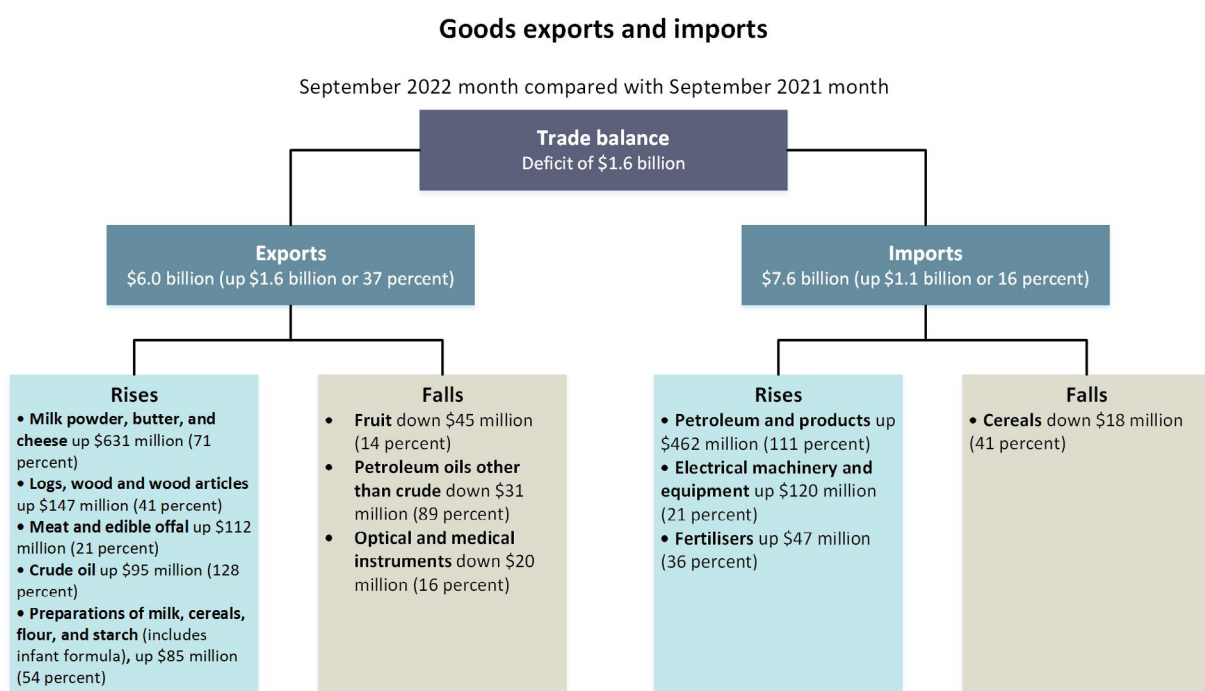 Goods exports and imports
September 2022 month compared with September 2021 month
Trade balance
Deficit of $1.6 billion
Exports
$6.0 billion (up $1.6 billion or 37 percent)
Imports
$7.6 billion (up $1.1 billion or 16 percent)
Rises
• Milk powder, butter, and
cheese up $631 million (71
percent)
• Logs, wood and wood articles
up $147 million (41 percent)
• Meat and edible offal up $112
million (21 percent)
• Crude oil up $95 million (128
percent)
• Preparations of milk, cereals,
flour, and starch (includes
infant formula), up $85 million
(54 percent)
Falls
• Fruit down $45 million
(14 percent)
• Petroleum oils other
than crude down $31
million (89 percent)
• Optical and medical
instruments down $20
million (16 percent)
Rises
• Petroleum and products up
$462 million (111 percent)
• Electrical machinery and
equipment up $120 million
(21 percent)
• Fertilisers up $47 million
(36 percent)
Falls
• Cereals down $18 million
(41 percent)